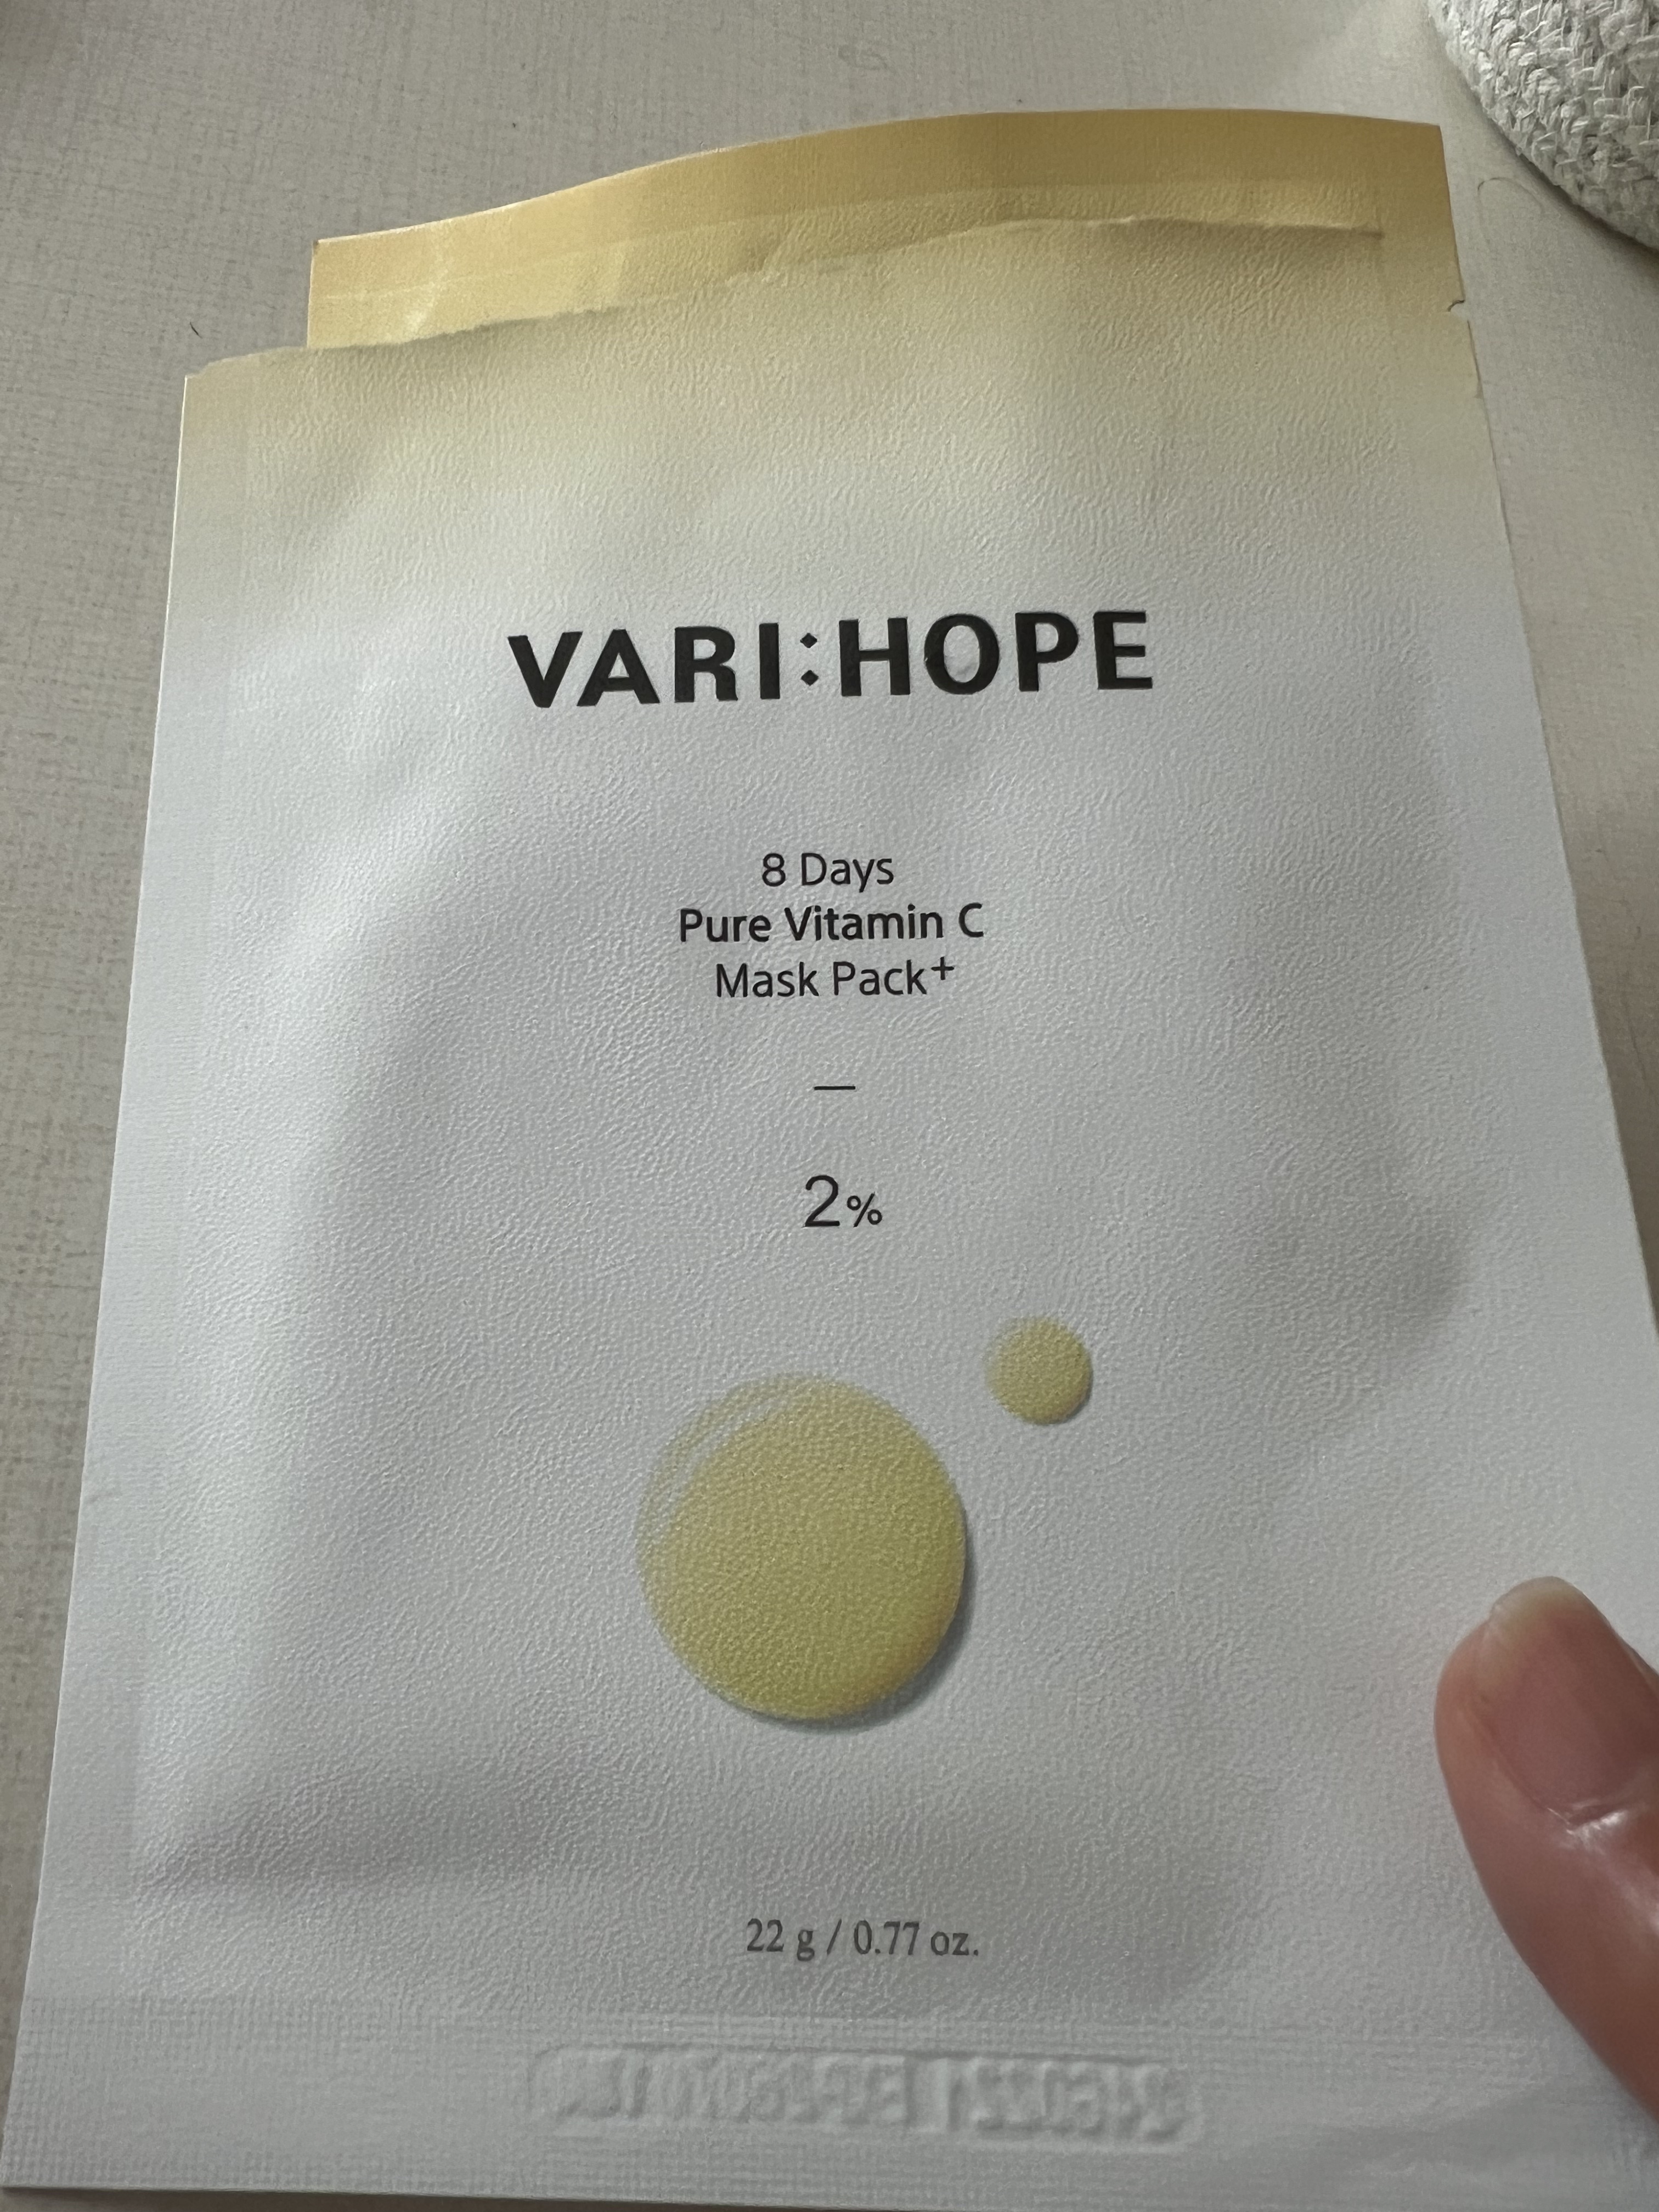 VARI:HOPE
8 Days
Pure Vitamin C
Mask Pack+
2%
22 g / 0.77 oz.